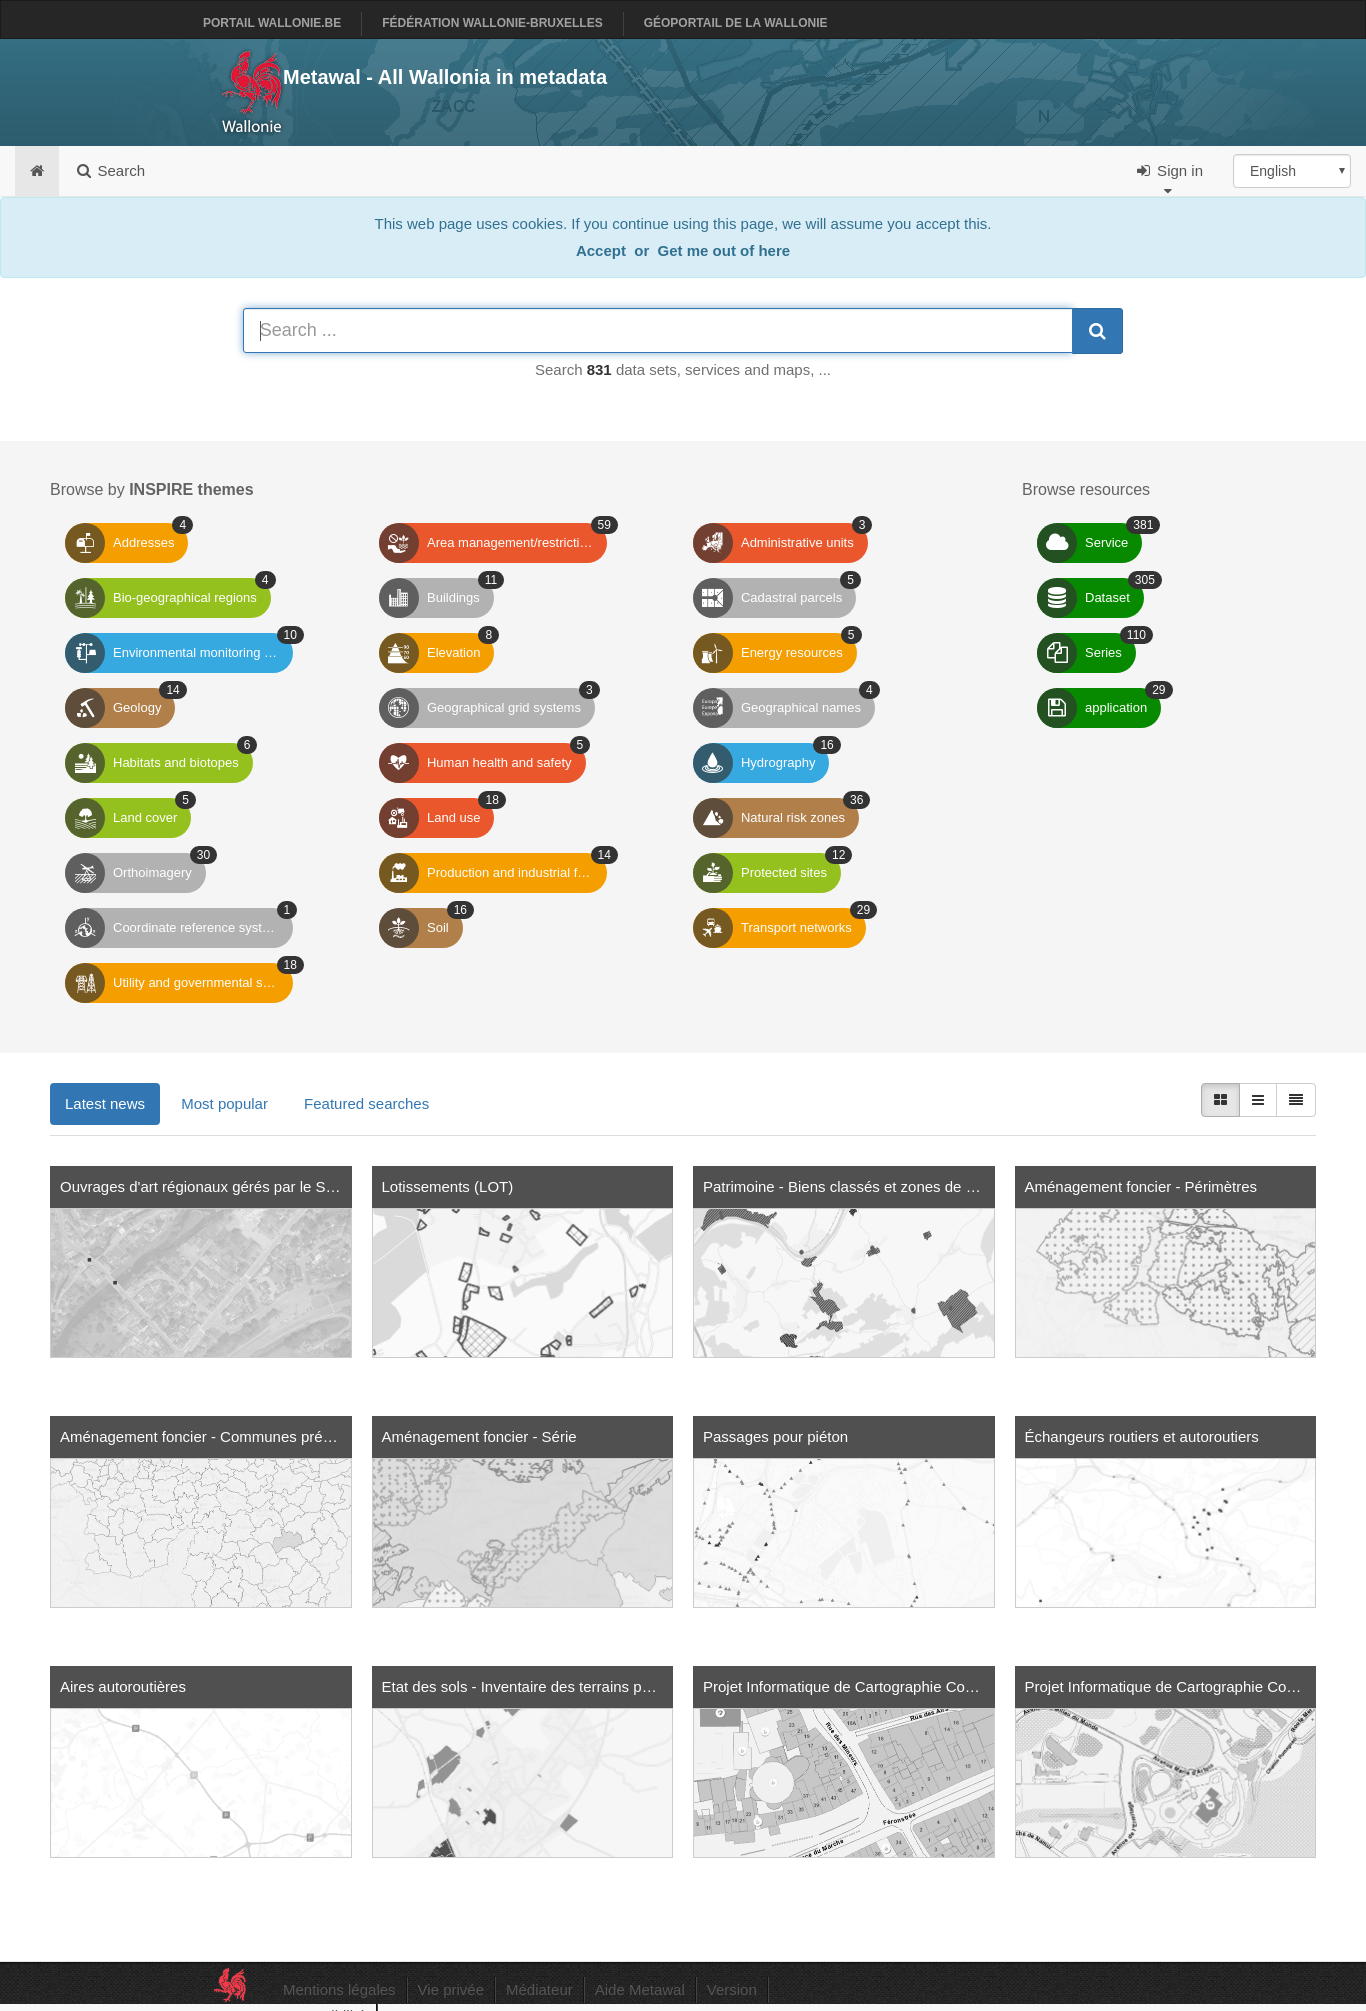 PORTAIL WALLONIE.BE
FÉDÉRATION WALLONIE-BRUXELLES
GÉOPORTAIL DE LA WALLONIE
Metawal - All Wallonia in metadata
ZACC
N
Wallonie
Search
Sign in
English
This web page uses cookies. If you continue using this page, we will assume you accept this.
Accept or Get me out of here
Search ...
Search 831 data sets, services and maps, ...
Browse by INSPIRE themes
Addresses 4
Area management/restricti... 59
Administrative units 3
Bio-geographical regions 4
Buildings 11
Cadastral parcels 5
Environmental monitoring ... 10
Elevation 8
Energy resources 5
Geology 14
Geographical grid systems 3
Geographical names 4
Habitats and biotopes 6
Human health and safety 5
Hydrography 16
Land cover 5
Land use 18
Natural risk zones 36
Orthoimagery 30
Production and industrial f... 14
Protected sites 12
Coordinate reference syst... 1
Soil 16
Transport networks 29
Utility and governmental s... 18
Browse resources
Service 381
Dataset 305
Series 110
application 29
Latest news
Most popular
Featured searches
Ouvrages d'art régionaux gérés par le S...
Lotissements (LOT)
Patrimoine - Biens classés et zones de ...
Aménagement foncier - Périmètres
Aménagement foncier - Communes pré...
Aménagement foncier - Série
Passages pour piéton
Échangeurs routiers et autoroutiers
Aires autoroutières
Etat des sols - Inventaire des terrains p...
Projet Informatique de Cartographie Co...
Projet Informatique de Cartographie Co...
Rue des Mineurs
Féronstrée
Mentions légales
Vie privée
Médiateur
Aide Metawal
Version